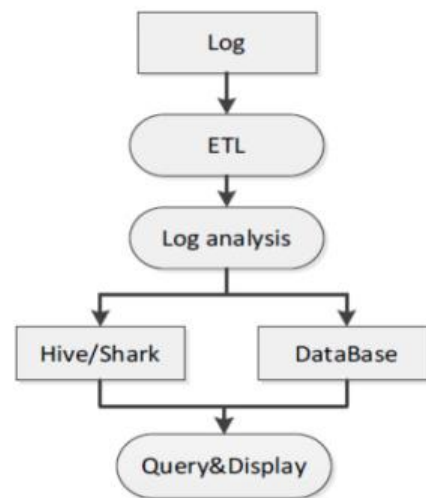 Log
ETL
Log analysis
Hive/Shark
DataBase
Query&Display